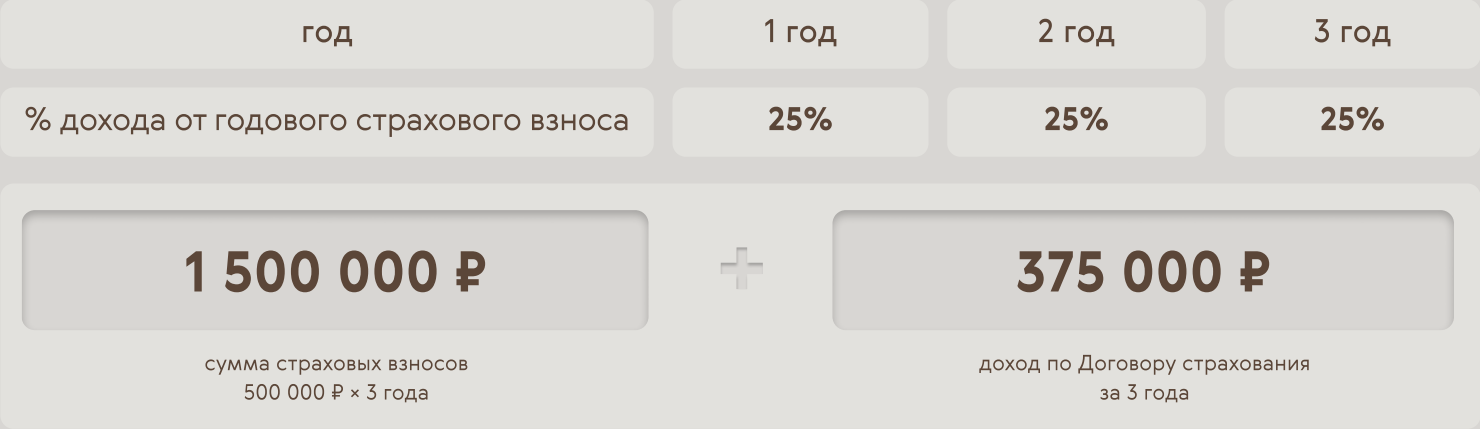 год 1 год 2 год 3 год
% дохода от годового страхового взноса 25% 25% 25%
1 500 000 ₽ + 375 000 ₽
сумма страховых взносов
500 000 ₽ × 3 года
доход по Договору страхования
за 3 года